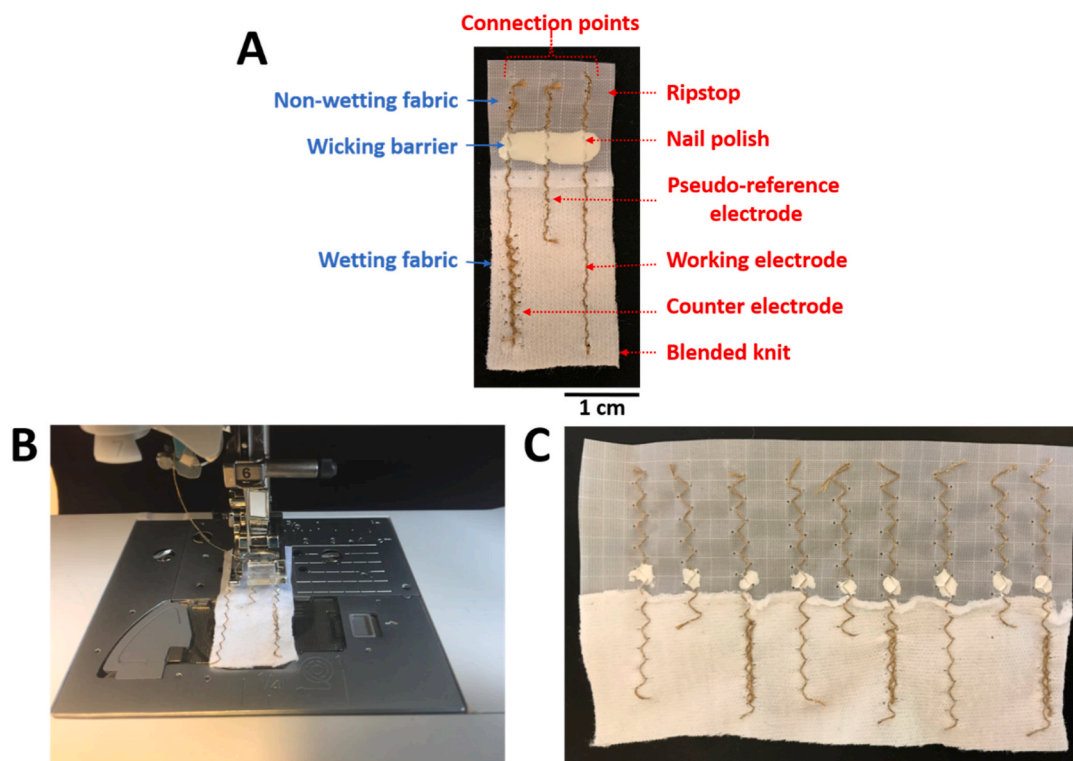 A
Connection points
Non-wetting fabric
Ripstop
Wicking barrier
Nail polish
Pseudo-reference
electrode
Wetting fabric
Working electrode
Counter electrode
Blended knit
1 cm
B
6
C